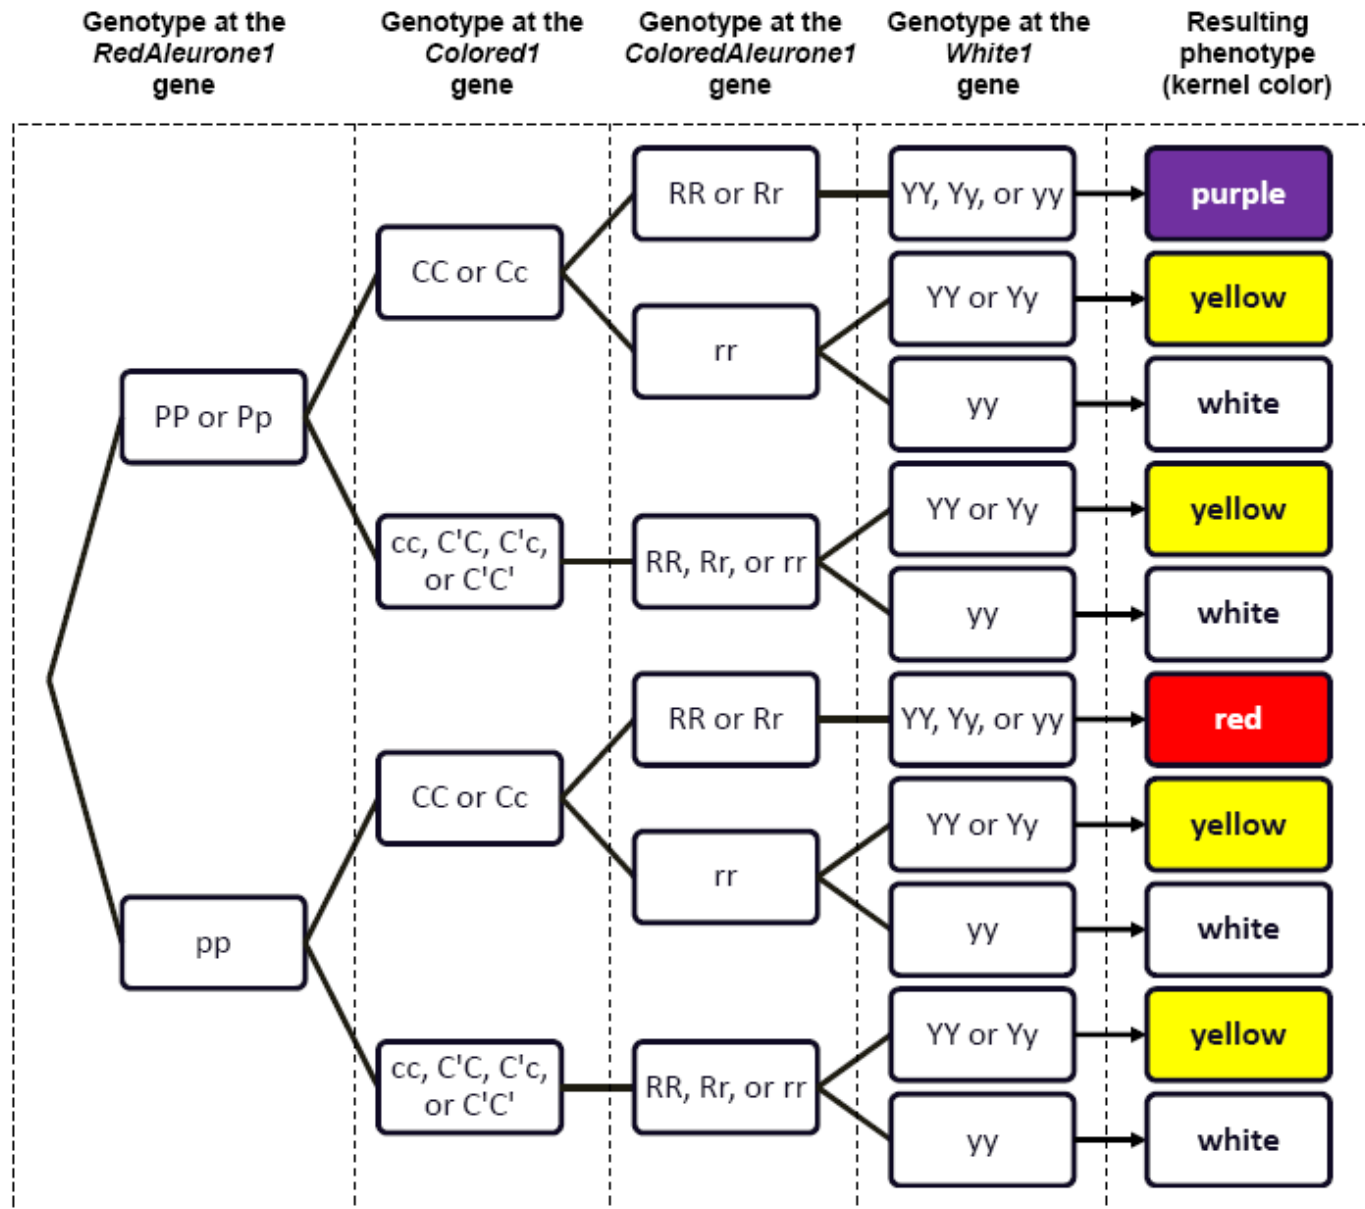 Genotype at the
RedAleurone1
gene
Genotype at the
Colored1
gene
Genotype at the
ColoredAleurone1
gene
Genotype at the
White1
gene
Resulting
phenotype
(kernel color)
PP or Pp
pp
CC or Cc
cc, C'C, C'c,
or C'C'
CC or Cc
cc, C'C, C'c,
or C'C'
RR or Rr
rr
RR, Rr, or rr
RR or Rr
rr
RR, Rr, or rr
YY, Yy, or yy
YY or Yy
yy
YY or Yy
yy
YY, Yy, or yy
YY or Yy
yy
YY or Yy
yy
purple
yellow
white
yellow
white
red
yellow
white
yellow
white